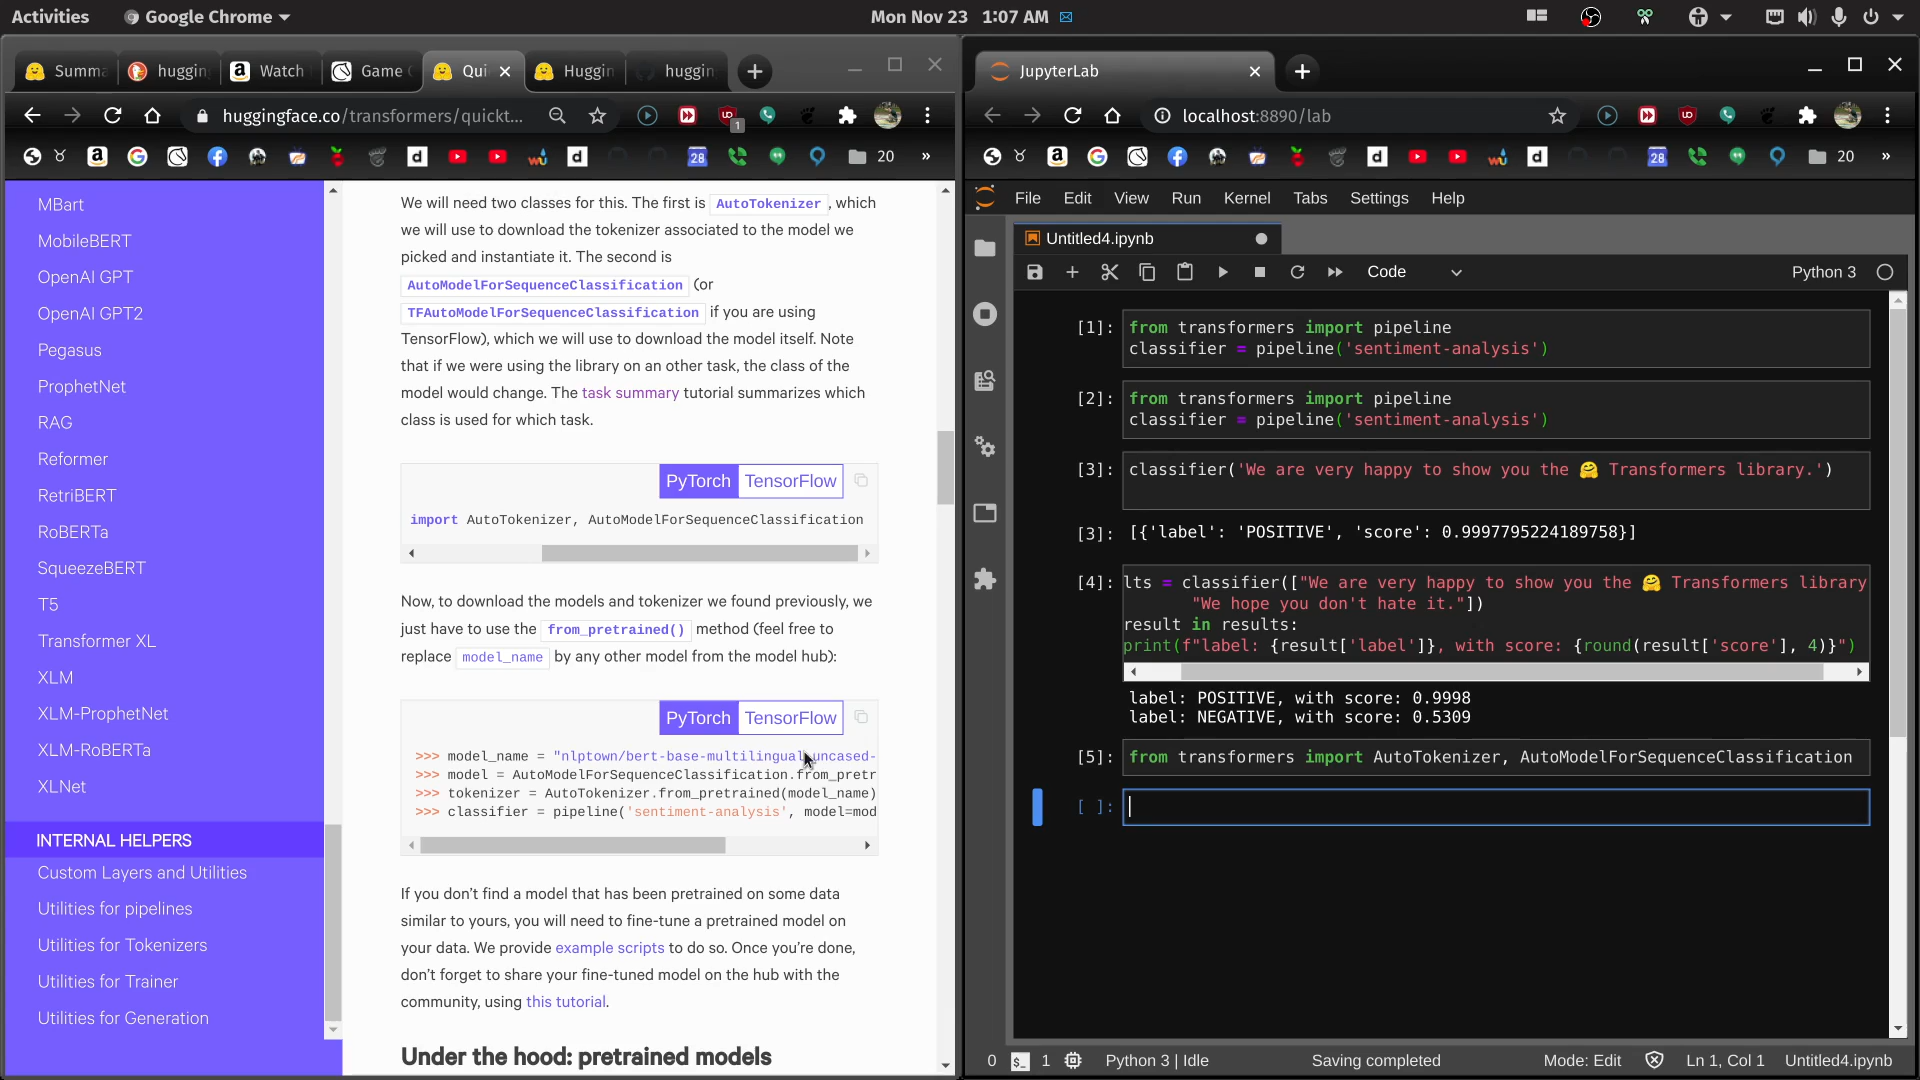 Activities
Google Chrome
Mon Nov 23 1:07 AM
Summa
hugging
Watch
Game
Qui
Huggin
hugging
JupyterLab
huggingface.co/transformers/quickt...
1
localhost:8890/lab
28
20
»
28
20
»
MBart
MobileBERT
OpenAI GPT
OpenAI GPT2
Pegasus
ProphetNet
RAG
Reformer
RetriBERT
RoBERTa
SqueezeBERT
T5
Transformer XL
XLM
XLM-ProphetNet
XLM-RoBERTa
XLNet
INTERNAL HELPERS
Custom Layers and Utilities
Utilities for pipelines
Utilities for Tokenizers
Utilities for Trainer
Utilities for Generation
We will need two classes for this. The first is AutoTokenizer, which
we will use to download the tokenizer associated to the model we
picked and instantiate it. The second is
AutoModelForSequenceClassification (or
TFAutoModelForSequenceClassification if you are using
TensorFlow), which we will use to download the model itself. Note
that if we were using the library on an other task, the class of the
model would change. The task summary tutorial summarizes which
class is used for which task.
PyTorch TensorFlow
import AutoTokenizer, AutoModelForSequenceClassification
Now, to download the models and tokenizer we found previously, we
just have to use the from_pretrained() method (feel free to
replace model_name by any other model from the model hub):
PyTorch TensorFlow
>>> model_name = "nlptown/bert-base-multilingual-uncased-
>>> model = AutoModelForSequenceClassification.from_pretr
>>> tokenizer = AutoTokenizer.from_pretrained(model_name)
>>> classifier = pipeline('sentiment-analysis', model=mod
If you don't find a model that has been pretrained on some data
similar to yours, you will need to fine-tune a pretrained model on
your data. We provide example scripts to do so. Once you're done,
don't forget to share your fine-tuned model on the hub with the
community, using this tutorial.
Under the hood: pretrained models
File Edit View Run Kernel Tabs Settings Help
Untitled4.ipynb
Code
Python 3
[1]: from transformers import pipeline
classifier = pipeline('sentiment-analysis')
[2]: from transformers import pipeline
classifier = pipeline('sentiment-analysis')
[3]: classifier('We are very happy to show you the 🤗 Transformers library.')
[3]: [{'label': 'POSITIVE', 'score': 0.9997795224189758}]
[4]: lts = classifier(["We are very happy to show you the 🤗 Transformers library
"We hope you don't hate it."])
result in results:
print(f"label: {result['label']}, with score: {round(result['score'], 4)}")
label: POSITIVE, with score: 0.9998
label: NEGATIVE, with score: 0.5309
[5]: from transformers import AutoTokenizer, AutoModelForSequenceClassification
[ ]:
0
1
Python 3 | Idle
Saving completed
Mode: Edit
Ln 1, Col 1
Untitled4.ipynb